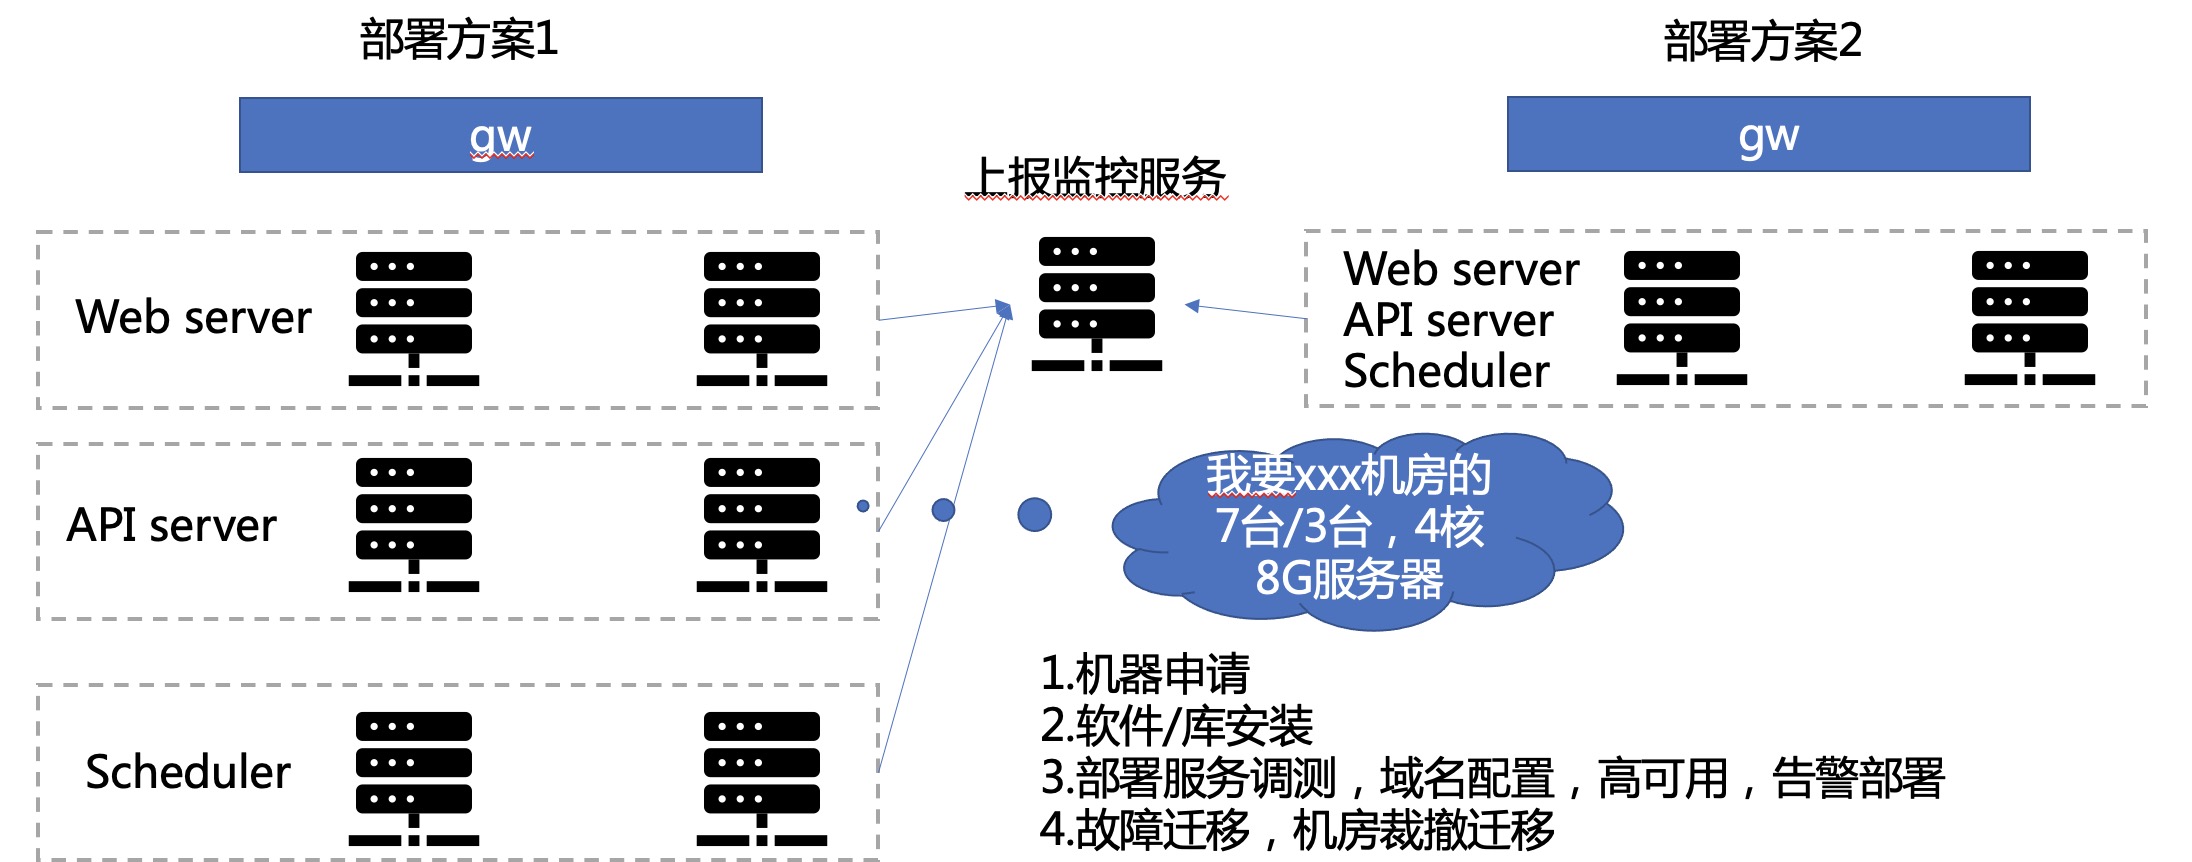 部署方案1
gw
Web server
API server
Scheduler
上报监控服务
部署方案2
gw
Web server
API server
Scheduler
我要xxx机房的
7台/3台，4核
8G服务器
1.机器申请
2.软件/库安装
3.部署服务调测，域名配置，高可用，告警部署
4.故障迁移，机房裁撤迁移